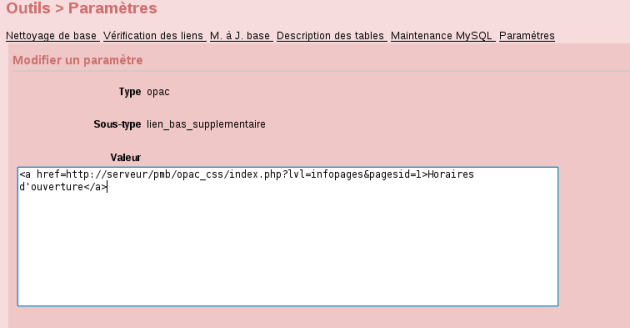 Outils > Paramètres
Nettoyage de base Vérification des liens M. à J. base Description des tables Maintenance MySQL Paramètres
Modifier un paramètre
Type opac
Sous-type lien_bas_supplementaire
Valeur
<a href=http://serveur/pmb/opac_css/index.php?lvl=infopages&pagesid=1>Horaires
d'ouverture</a>